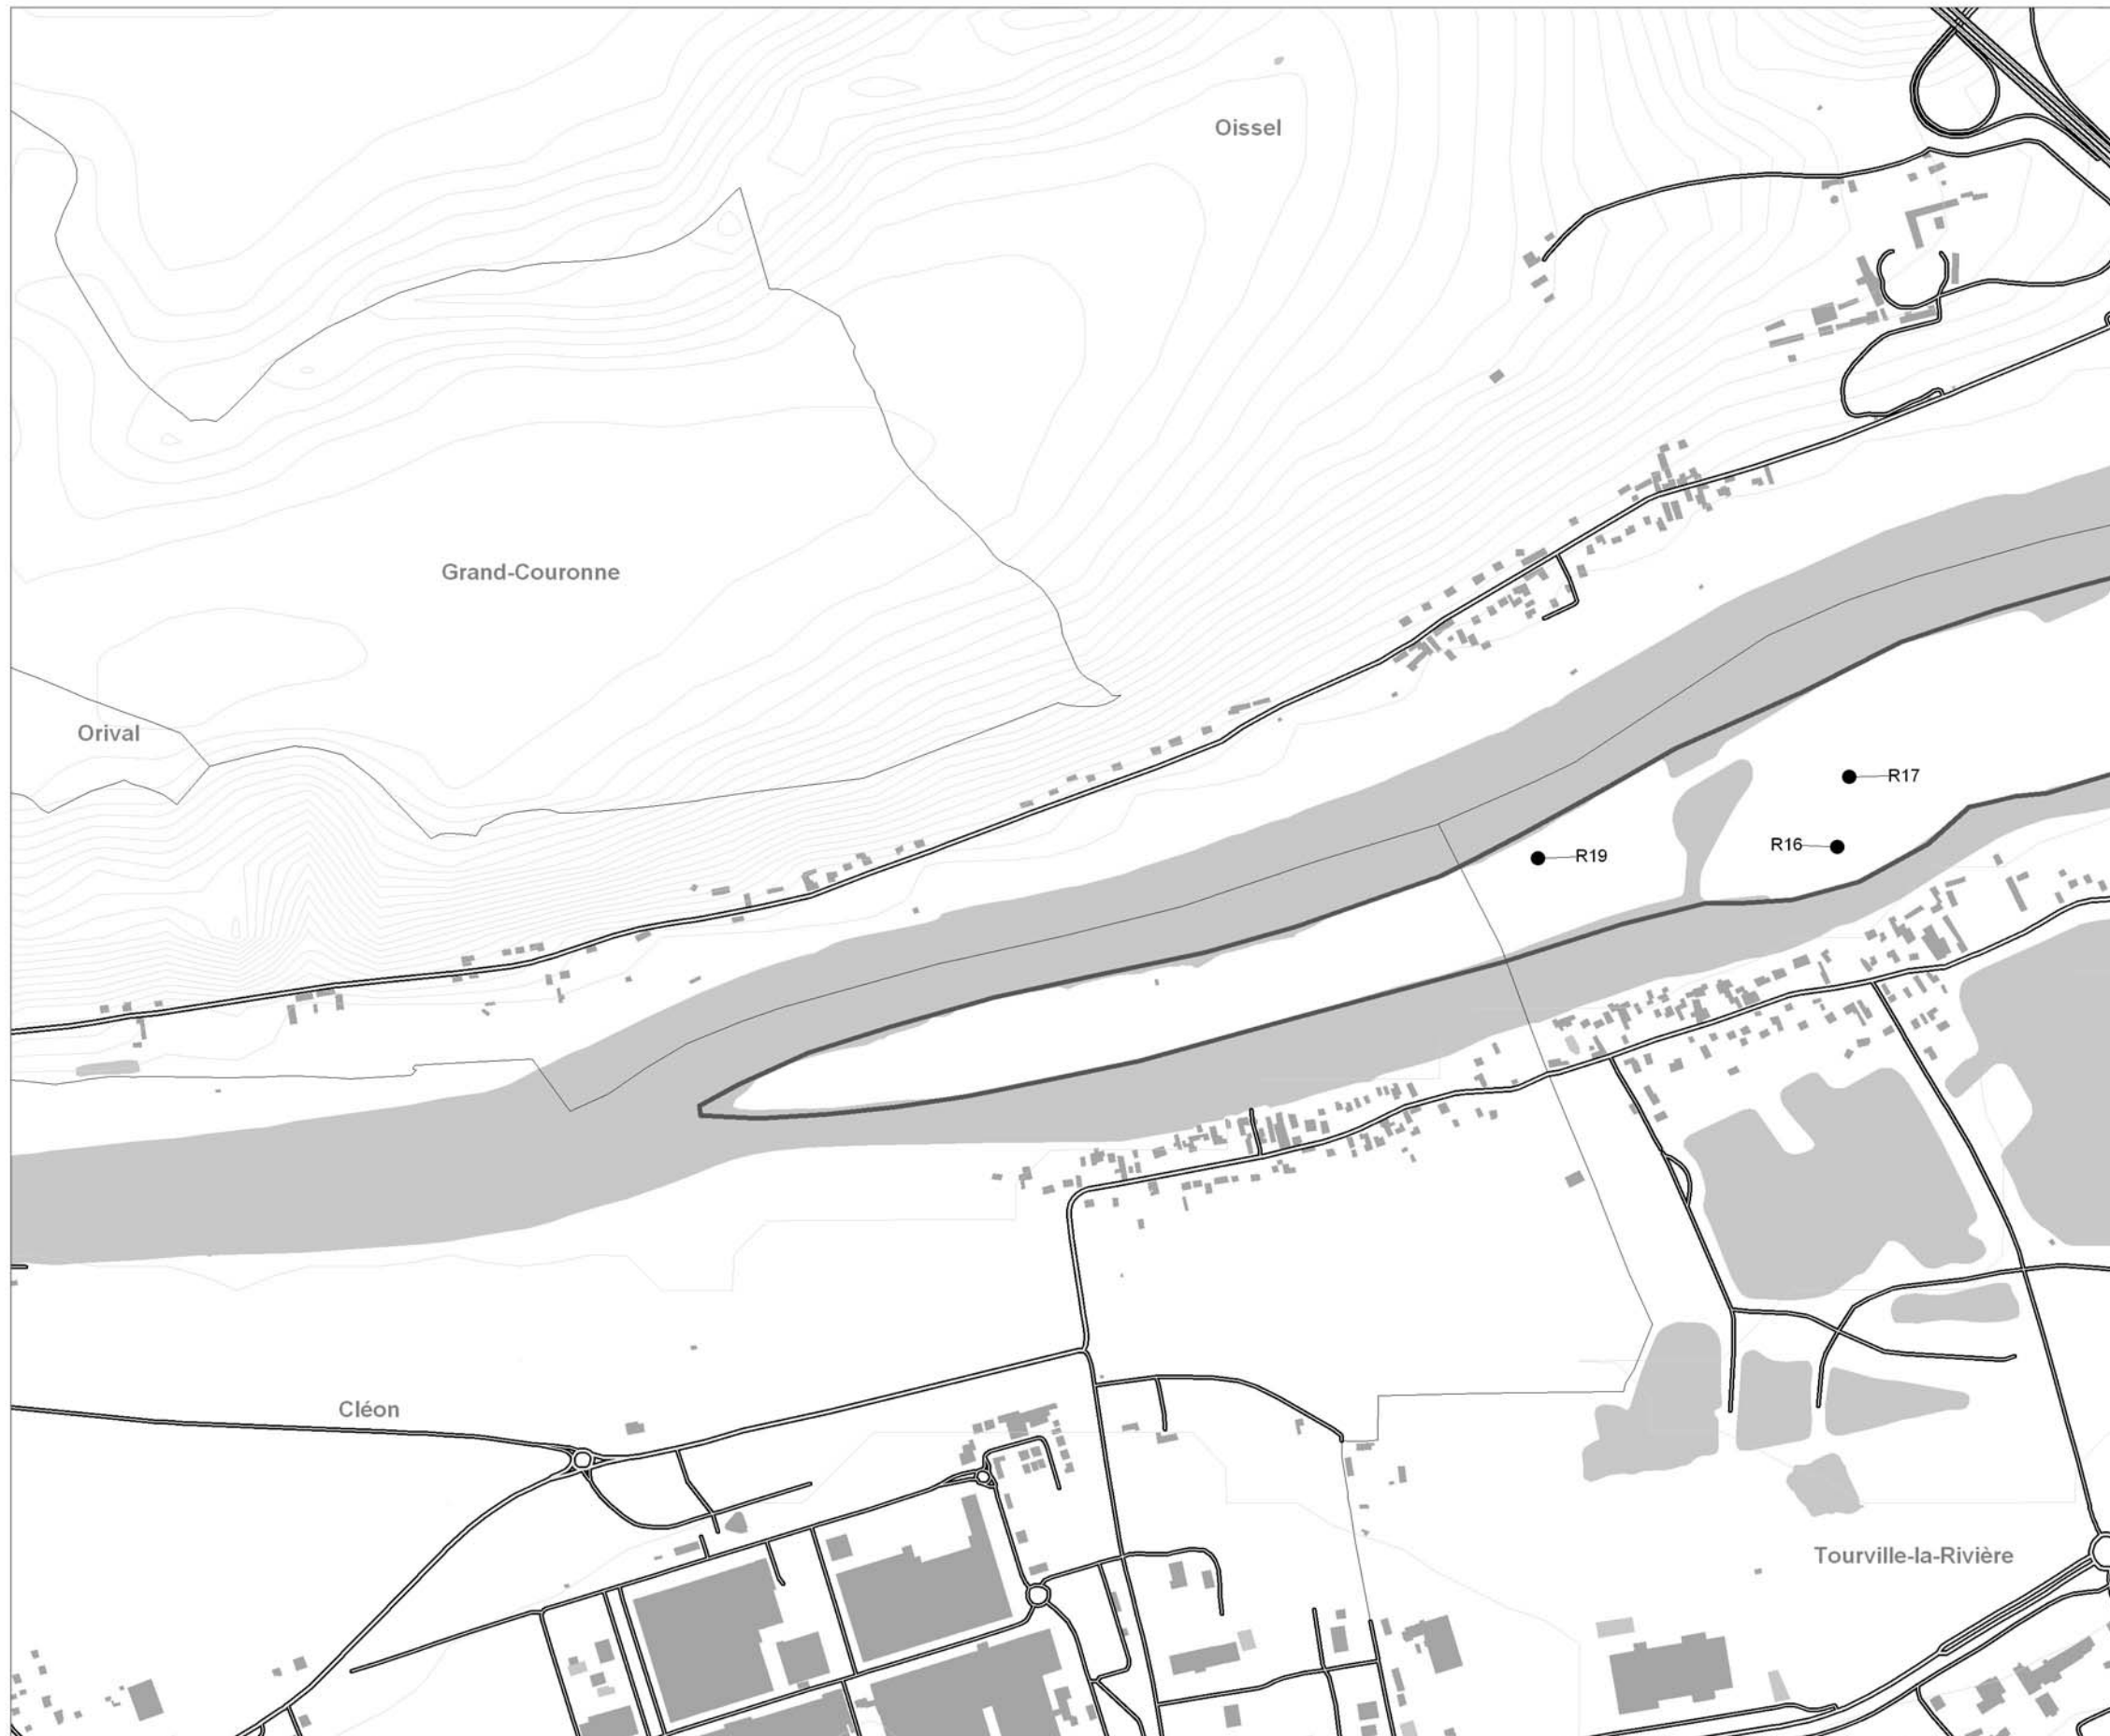 Oissel
Grand-Couronne
Orival
R17
R16
R19
Cléon
Tourville-la-Rivière